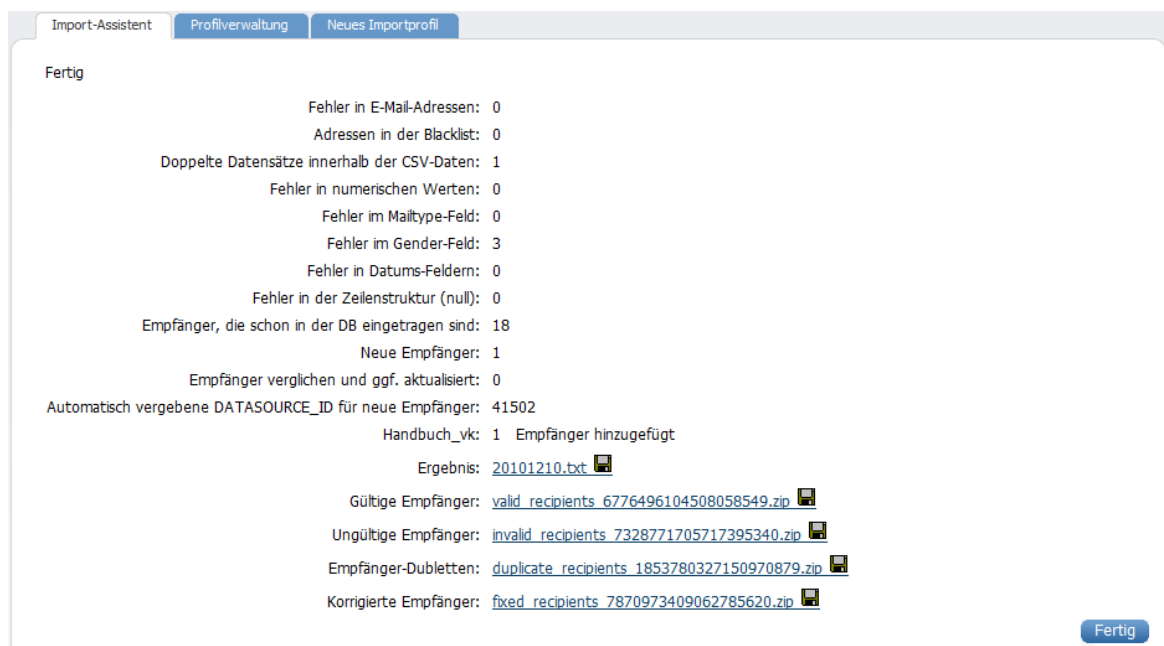 Import-Assistent Profilverwaltung Neues Importprofil
Fertig
Fehler in E-Mail-Adressen: 0
Adressen in der Blacklist: 0
Doppelte Datensätze innerhalb der CSV-Daten: 1
Fehler in numerischen Werten: 0
Fehler im Mailtype-Feld: 0
Fehler im Gender-Feld: 3
Fehler in Datums-Feldern: 0
Fehler in der Zeilenstruktur (null): 0
Empfänger, die schon in der DB eingetragen sind: 18
Neue Empfänger: 1
Empfänger verglichen und ggf. aktualisiert: 0
Automatisch vergebene DATASOURCE_ID für neue Empfänger: 41502
Handbuch_vk: 1 Empfänger hinzugefügt
Ergebnis: 20101210.txt
Gültige Empfänger: valid_recipients_6776496104508058549.zip
Ungültige Empfänger: invalid_recipients_7328771705717395340.zip
Empfänger-Dubletten: duplicate_recipients_1853780327150970879.zip
Korrigierte Empfänger: fixed_recipients_7870973409062785620.zip
Fertig